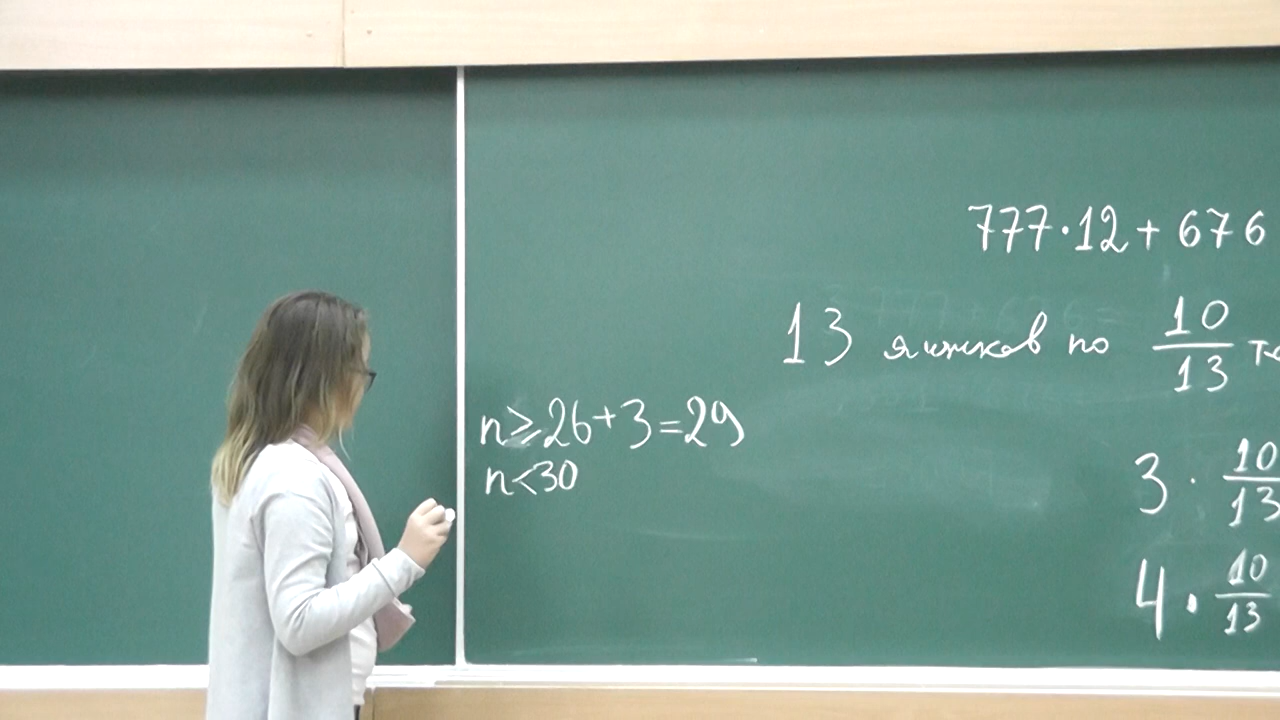 777·12+676
13 ящиков по 10/13
n≥26+3=29
n<30
3·10/13
4·10/13